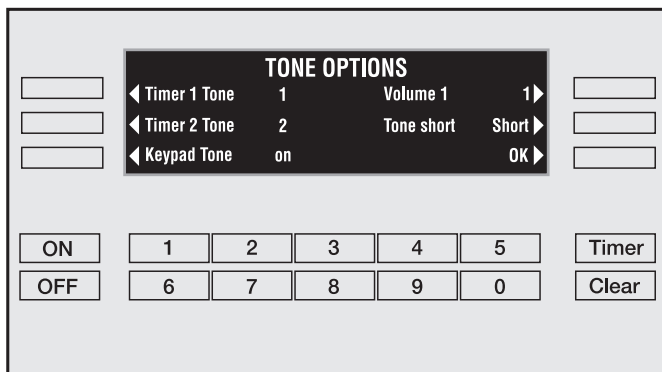 TONE OPTIONS
Timer 1 Tone 1 Volume 1 1
Timer 2 Tone 2 Tone short Short
Keypad Tone on OK
ON 1 2 3 4 5 Timer
OFF 6 7 8 9 0 Clear